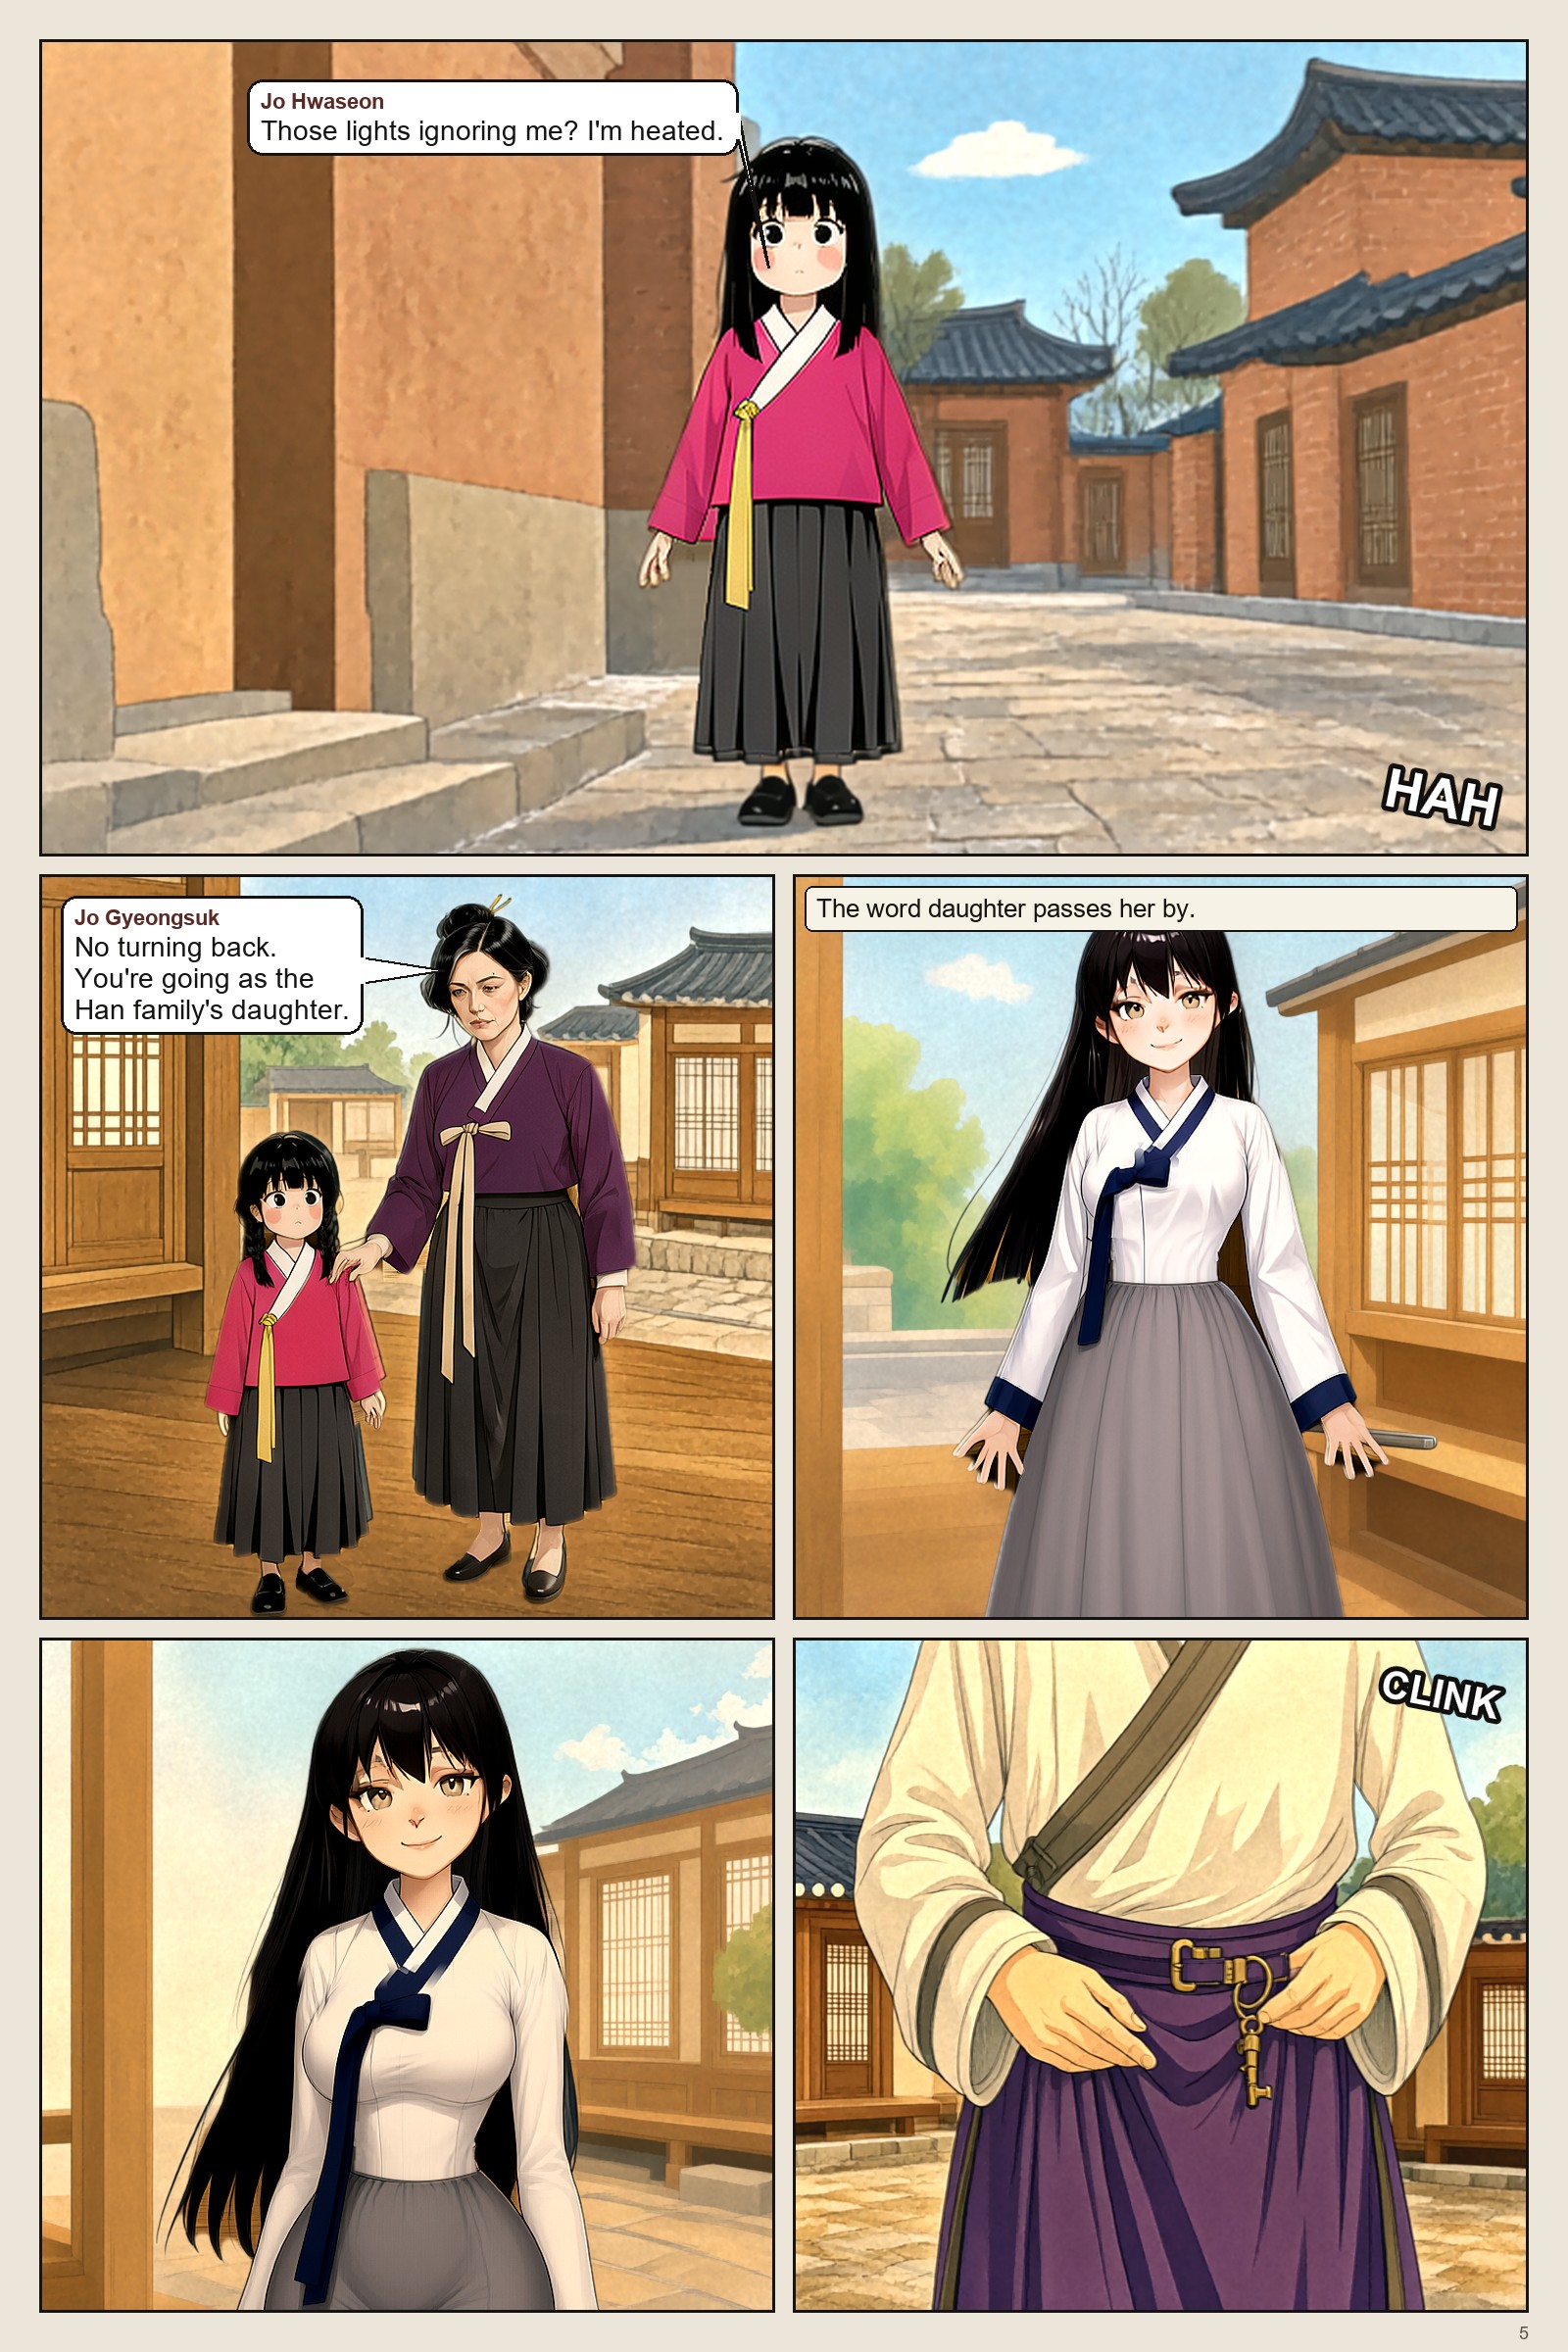 Jo Hwaseon
Those lights ignoring me? I'm heated.
HAH
Jo Gyeongsuk
No turning back.
You're going as the
Han family's daughter.
The word daughter passes her by.
CLINK
5